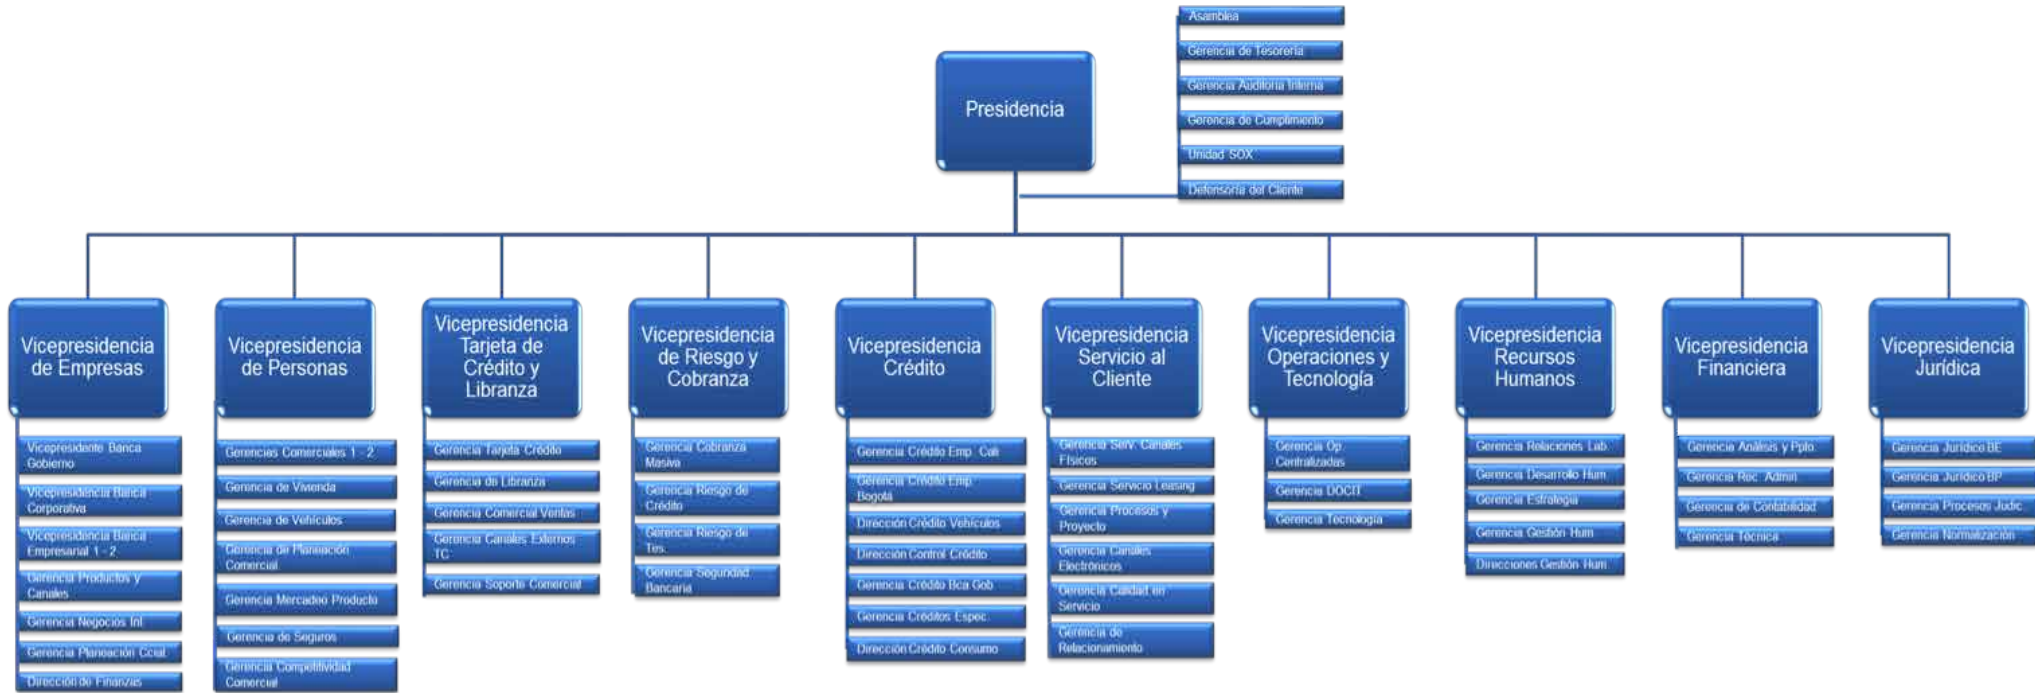 Asamblea
Gerencia de Tesorería
Gerencia Auditoria Interna
Gerencia de Cumplimiento
Unidad SOX
Defensoría del Cliente
Presidencia
Vicepresidencia
de Empresas
Vicepresidente Banca
Gobierno
Vicepresidencia Banca
Corporativa
Vicepresidencia Banca
Empresarial 1 - 2
Gerencia Productos y
Canales
Gerencia Negocios Inl
Gerencia Planeación Ccial.
Dirección de Finanzas
Vicepresidencia
de Personas
Gerencias Comerciales 1 - 2
Gerencia de Vivienda
Gerencia de Vehículos
Gerencia de Planeación
Comercial
Gerencia Mercadeo Producto
Gerencia de Seguros
Gerencia Competitividad
Comercial
Vicepresidencia
Tarjeta de
Crédito y
Libranza
Gerencia Tarjeta Crédito
Gerencia de Libranza
Gerencia Comercial Ventas
Gerencia Canales Externos
TC
Gerencia Soporte Comercial
Vicepresidencia
de Riesgo y
Cobranza
Gerencia Cobranza
Masiva
Gerencia Riesgo de
Crédito
Gerencia Riesgo de
Tes.
Gerencia Seguridad
Bancaria
Vicepresidencia
Crédito
Gerencia Crédito Emp. Cali
Gerencia Crédito Emp.
Bogotá
Dirección Crédito Vehículos
Dirección Control Crédito
Gerencia Crédito Bca Gob
Gerencia Créditos Espec.
Dirección Crédito Consumo
Vicepresidencia
Servicio al
Cliente
Gerencia Serv. Canales
Físicos
Gerencia Servicio Leasing
Gerencia Procesos y
Proyecto
Gerencia Canales
Electrónicos
Gerencia Calidad en
Servicio
Gerencia de
Relacionamiento
Vicepresidencia
Operaciones y
Tecnología
Gerencia Op.
Centralizadas
Gerencia DOCIT
Gerencia Tecnología
Vicepresidencia
Recursos
Humanos
Gerencia Relaciones Lab.
Gerencia Desarrollo Hum.
Gerencia Estrategia
Gerencia Gestión Hum
Direcciones Gestión Hum.
Vicepresidencia
Financiera
Gerencia Análisis y Ppto.
Gerencia Rec. Admin.
Gerencia de Contabilidad
Gerencia Técnica
Vicepresidencia
Jurídica
Gerencia Jurídico BE
Gerencia Jurídico BP
Gerencia Procesos Judic.
Gerencia Normalización